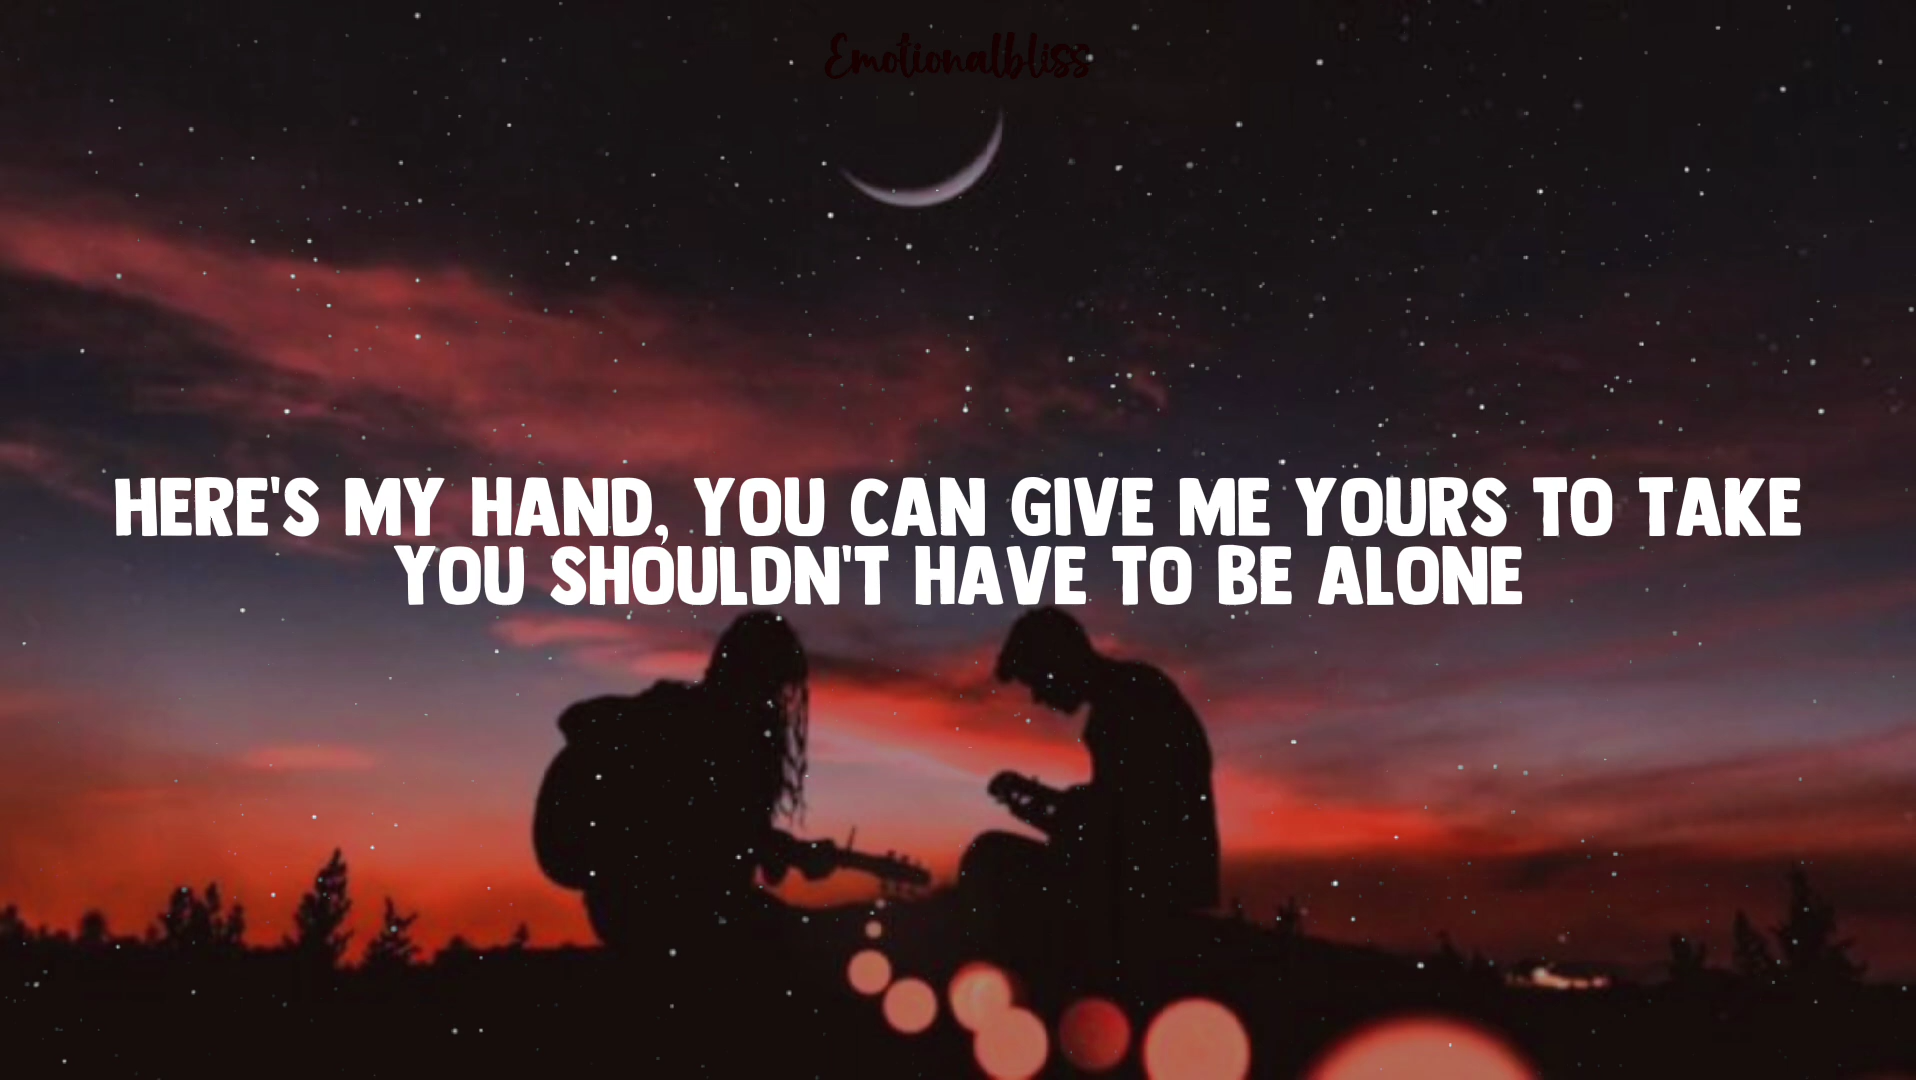 Emotionalbliss
HERE'S MY HAND, YOU CAN GIVE ME YOURS TO TAKE
YOU SHOULDN'T HAVE TO BE ALONE